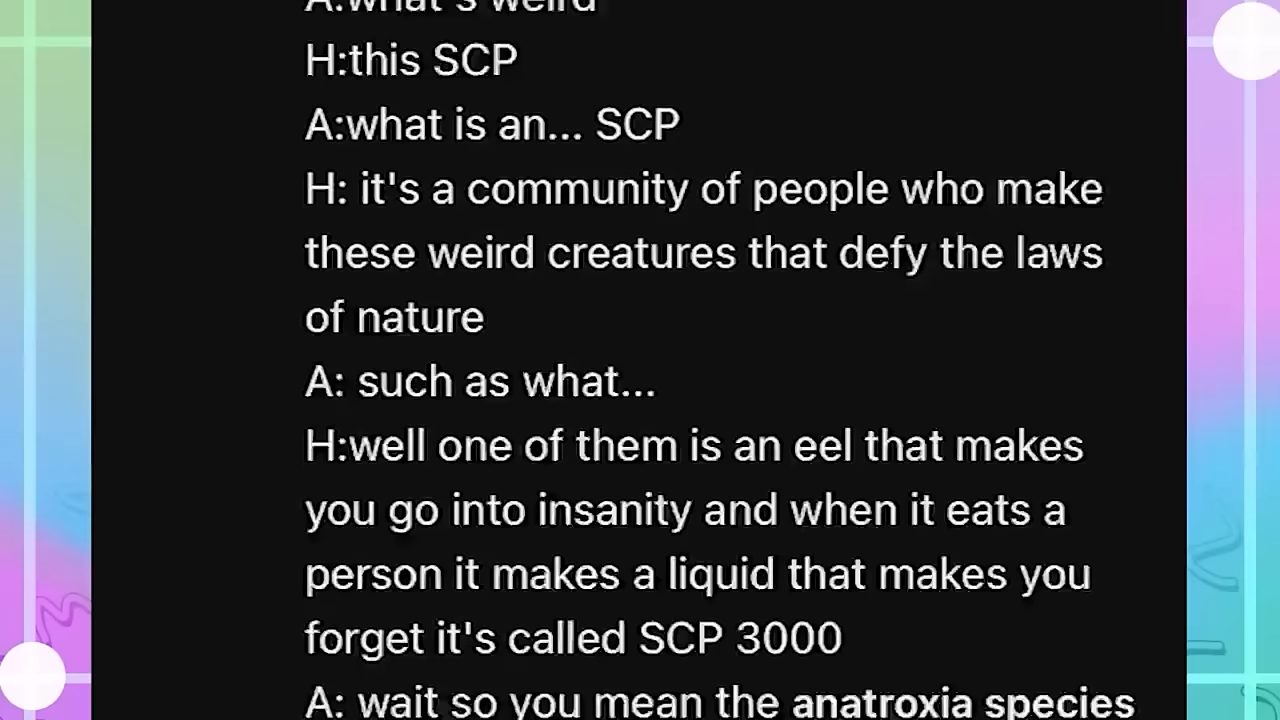 A:what's weird
H:this SCP
A:what is an... SCP
H: it's a community of people who make
these weird creatures that defy the laws
of nature
A: such as what...
H:well one of them is an eel that makes
you go into insanity and when it eats a
person it makes a liquid that makes you
forget it's called SCP 3000
A: wait so you mean the anatroxia species